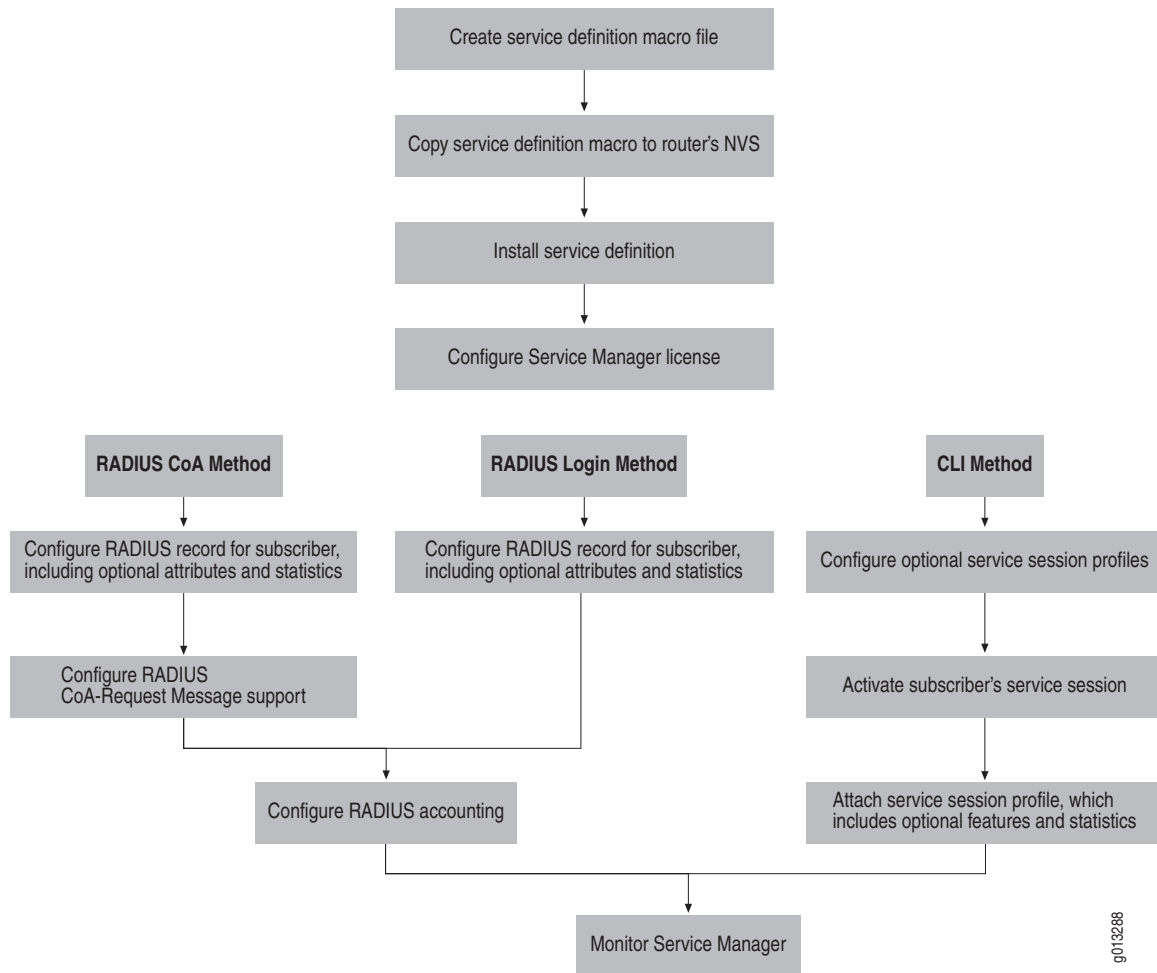 Create service definition macro file
Copy service definition macro to router's NVS
Install service definition
Configure Service Manager license
RADIUS CoA Method
RADIUS Login Method
CLI Method
Configure RADIUS record for subscriber,
including optional attributes and statistics
Configure RADIUS record for subscriber,
including optional attributes and statistics
Configure optional service session profiles
Configure RADIUS
CoA-Request Message support
Activate subscriber's service session
Configure RADIUS accounting
Attach service session profile, which
includes optional features and statistics
Monitor Service Manager
g013288